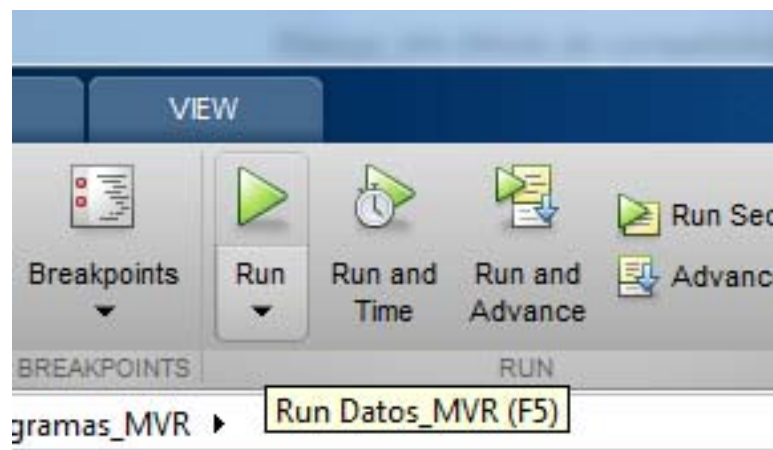 VIEW
Breakpoints
Run
Run and
Time
Run and
Advance
Run Sec
Advanc
BREAKPOINTS
RUN
gramas_MVR
Run Datos_MVR (F5)